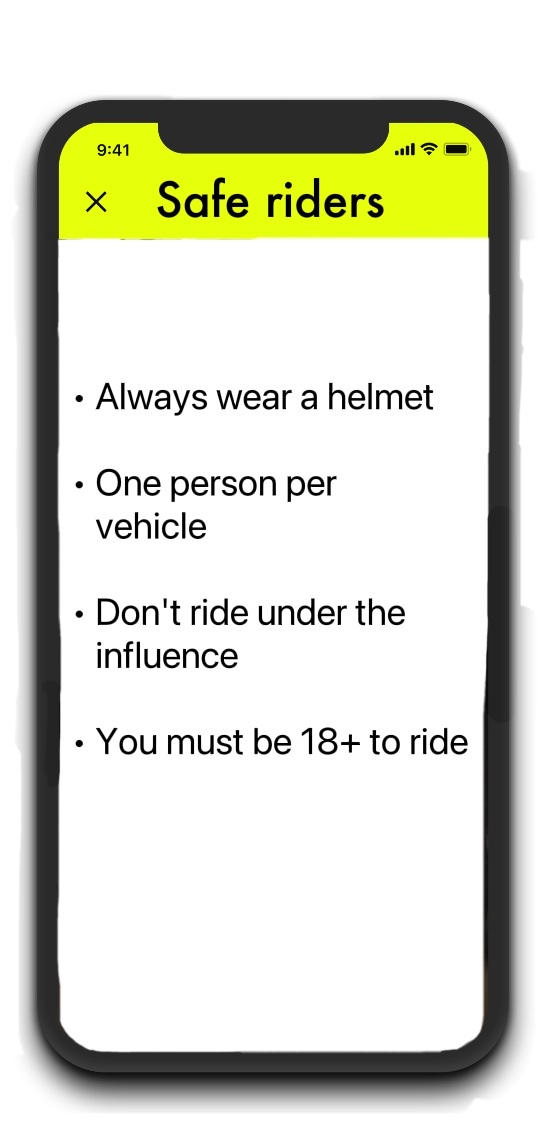 9:41
Safe riders
• Always wear a helmet
• One person per
vehicle
• Don't ride under the
influence
• You must be 18+ to ride